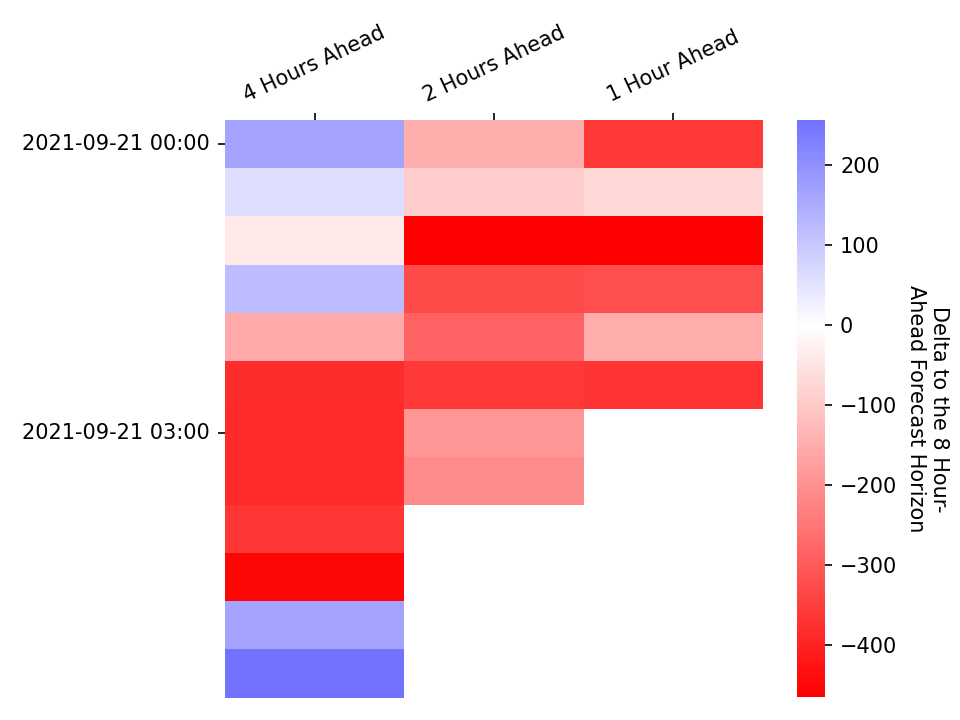 4 Hours Ahead
2 Hours Ahead
1 Hour Ahead
2021-09-21 00:00
2021-09-21 03:00
200
100
0
−100
−200
−300
−400
Delta to the 8 Hour-
Ahead Forecast Horizon